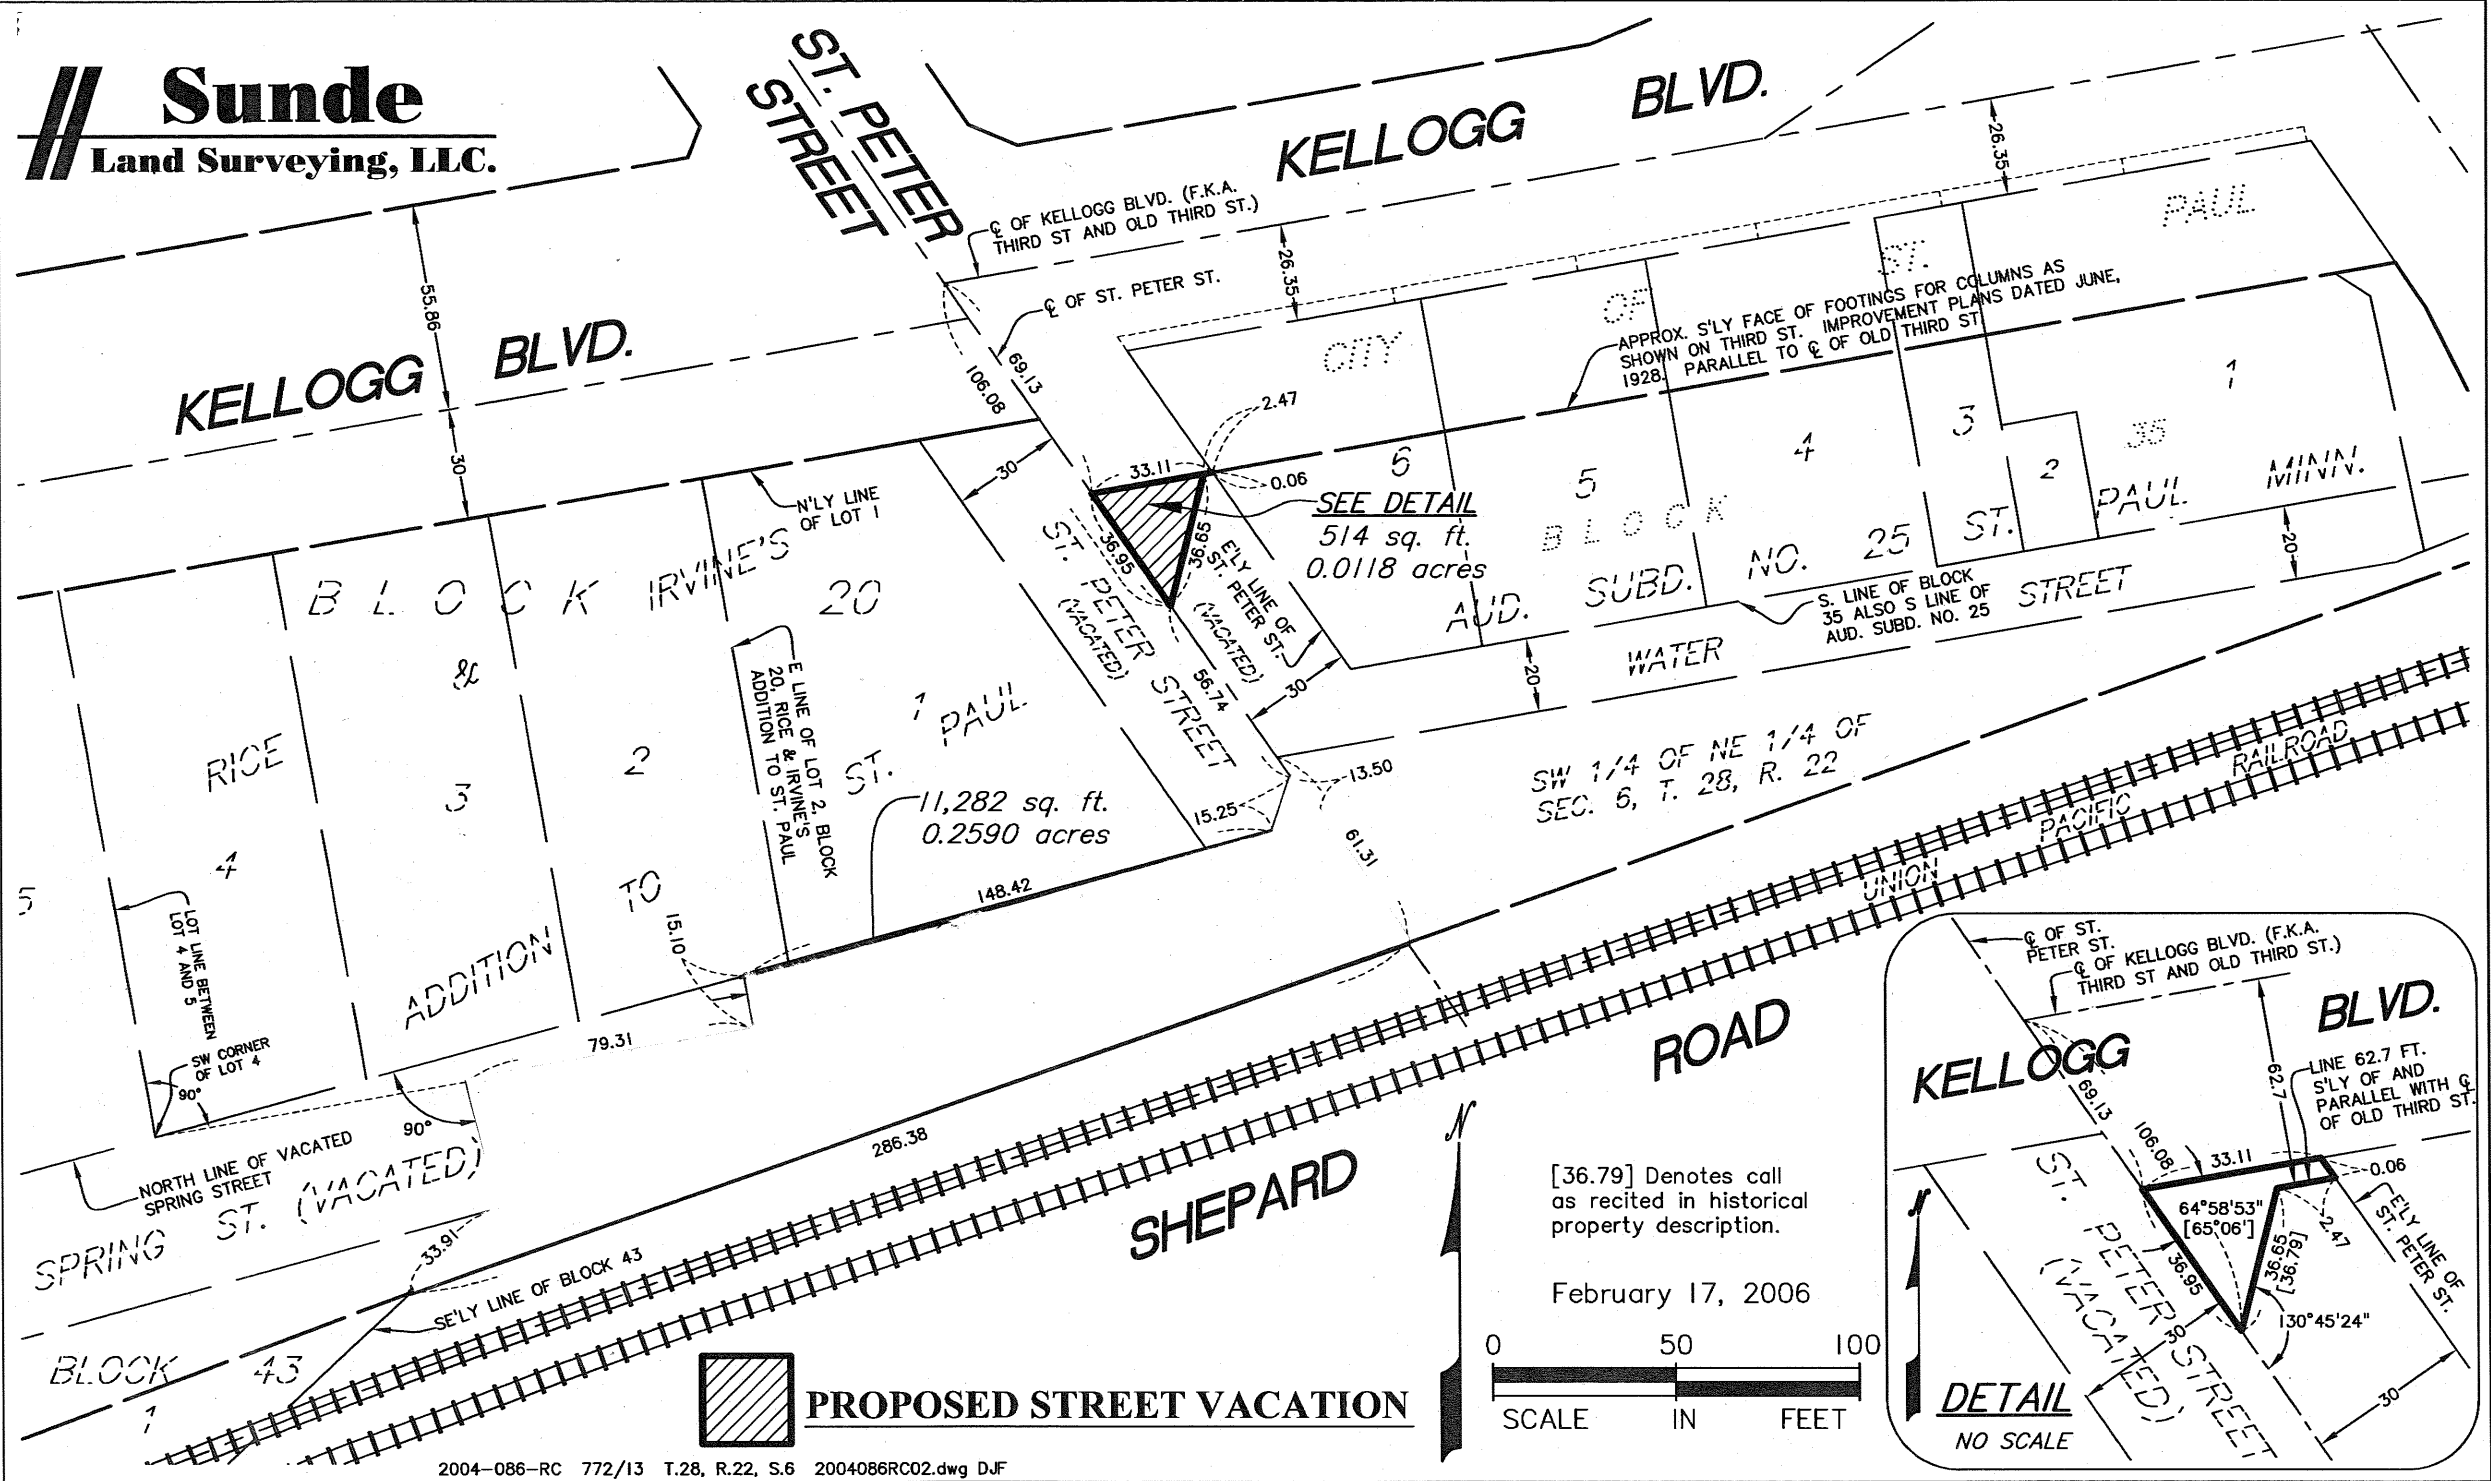 Sunde
Land Surveying, LLC.
ST. PETER
STREET
KELLOGG BLVD.
KELLOGG BLVD.
℄ OF KELLOGG BLVD. (F.K.A.
THIRD ST AND OLD THIRD ST.)
℄ OF ST. PETER ST.
26.35
26.35
55.86
30
69.13
106.08
30
2.47
33.11
0.06
36.95
36.65
CITY OF ST. PAUL
APPROX. S'LY FACE OF FOOTINGS FOR COLUMNS AS
SHOWN ON THIRD ST. IMPROVEMENT PLANS DATED JUNE,
1928. PARALLEL TO ℄ OF OLD THIRD ST
SEE DETAIL
514 sq. ft.
0.0118 acres
6
5
4
3
2
1
35
BLOCK
AUD. SUBD. NO. 25 ST. PAUL MINN.
S. LINE OF BLOCK
35 ALSO S LINE OF
AUD. SUBD. NO. 25
WATER STREET
20
20
N'LY LINE
OF LOT 1
BLOCK 20
RICE & IRVINE'S
ADDITION TO ST. PAUL
5
4
3
2
1
E LINE OF LOT 2, BLOCK
20, RICE & IRVINE'S
ADDITION TO ST. PAUL
ST. PETER STREET
(VACATED)
(VACATED)
E'LY LINE OF
ST. PETER ST.
56.74
30
13.50
15.25
61.31
11,282 sq. ft.
0.2590 acres
148.42
15.10
79.31
SW 1/4 OF NE 1/4 OF
SEC. 6, T. 28, R. 22
UNION PACIFIC RAILROAD
LOT LINE BETWEEN
LOT 4 AND 5
SW CORNER
OF LOT 4
90°
90°
NORTH LINE OF VACATED
SPRING STREET
SPRING ST. (VACATED)
33.91
286.38
SE'LY LINE OF BLOCK 43
BLOCK 43
1
SHEPARD ROAD
N
[36.79] Denotes call
as recited in historical
property description.
February 17, 2006
0 50 100
SCALE IN FEET
PROPOSED STREET VACATION
2004-086-RC 772/13 T.28, R.22, S.6 2004086RC02.dwg DJF
℄ OF ST.
PETER ST.
℄ OF KELLOGG BLVD. (F.K.A.
THIRD ST AND OLD THIRD ST.)
KELLOGG BLVD.
LINE 62.7 FT.
S'LY OF AND
PARALLEL WITH ℄
OF OLD THIRD ST.
62.7
69.13
106.08
33.11
0.06
64°58'53"
[65°06']
2.47
36.65
[36.79]
36.95
130°45'24"
30
30
E'LY LINE OF
ST. PETER ST.
ST. PETER STREET
(VACATED)
N
DETAIL
NO SCALE